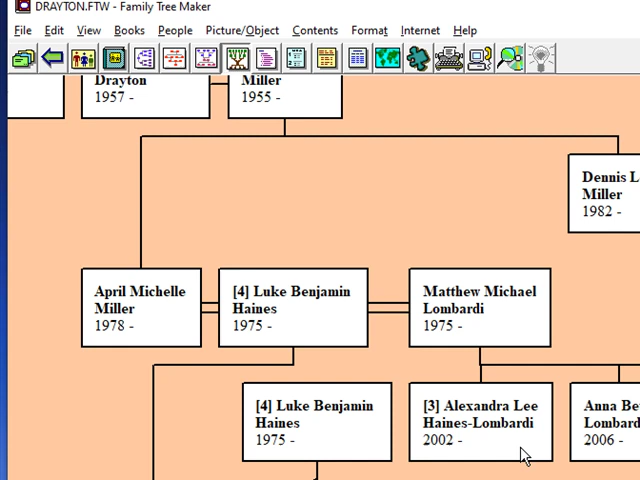 DRAYTON.FTW - Family Tree Maker
File Edit View Books People Picture/Object Contents Format Internet Help
Drayton
1957 -
Miller
1955 -
Dennis L
Miller
1982 -
April Michelle
Miller
1978 -
[4] Luke Benjamin
Haines
1975 -
Matthew Michael
Lombardi
1975 -
[4] Luke Benjamin
Haines
1975 -
[3] Alexandra Lee
Haines-Lombardi
2002 -
Anna Be
Lombard
2006 -